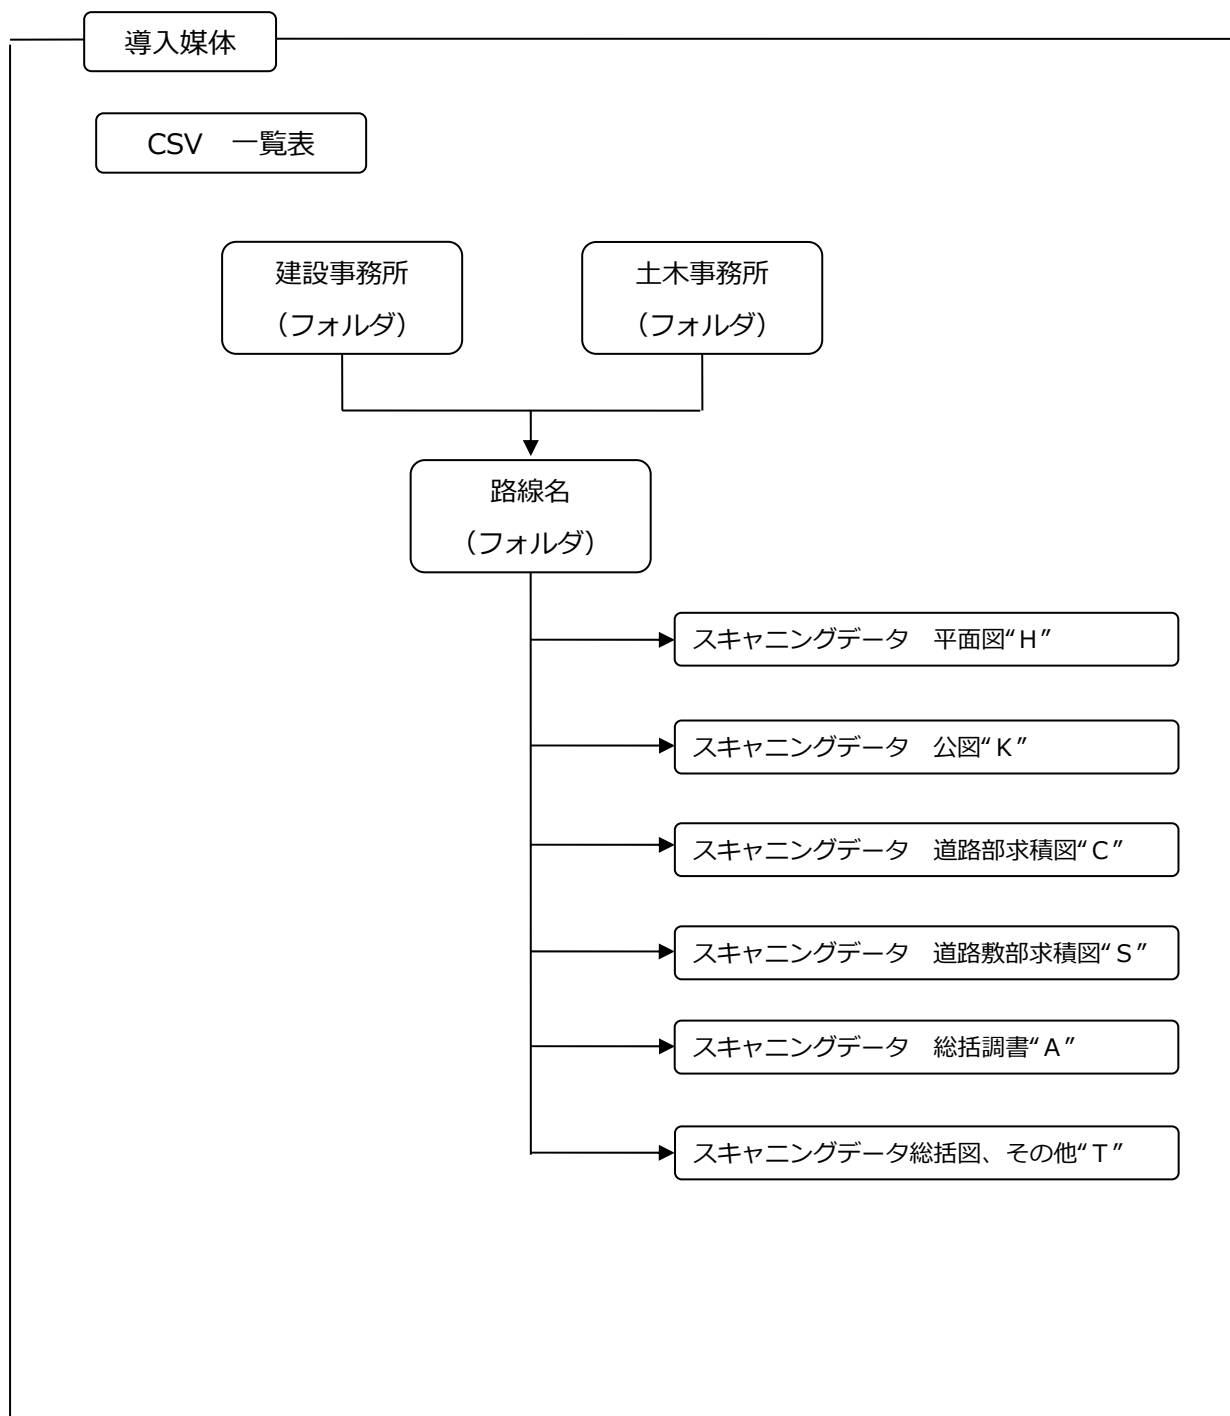 導入媒体
CSV　一覧表
建設事務所
（フォルダ）
土木事務所
（フォルダ）
路線名
（フォルダ）
スキャニングデータ　平面図“Ｈ”
スキャニングデータ　公図“Ｋ”
スキャニングデータ　道路部求積図“Ｃ”
スキャニングデータ　道路敷部求積図“Ｓ”
スキャニングデータ　総括調書“Ａ”
スキャニングデータ総括図、その他“Ｔ”